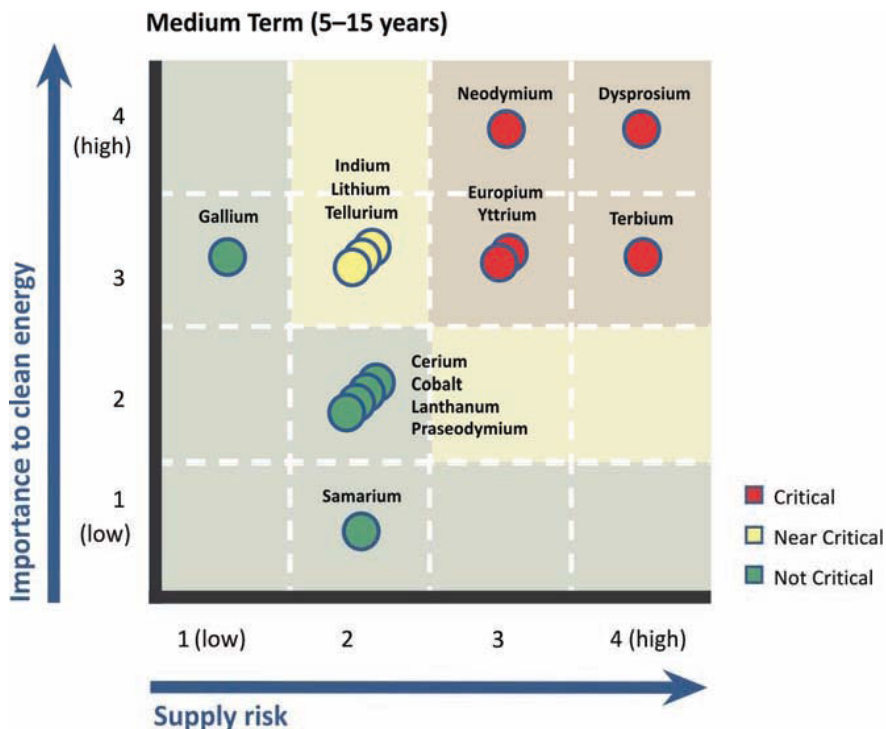 Medium Term (5–15 years)
Importance to clean energy
4
(high)
3
2
1
(low)
Neodymium
Dysprosium
Indium
Lithium
Tellurium
Gallium
Europium
Yttrium
Terbium
Cerium
Cobalt
Lanthanum
Praseodymium
Samarium
Critical
Near Critical
Not Critical
1 (low)
2
3
4 (high)
Supply risk